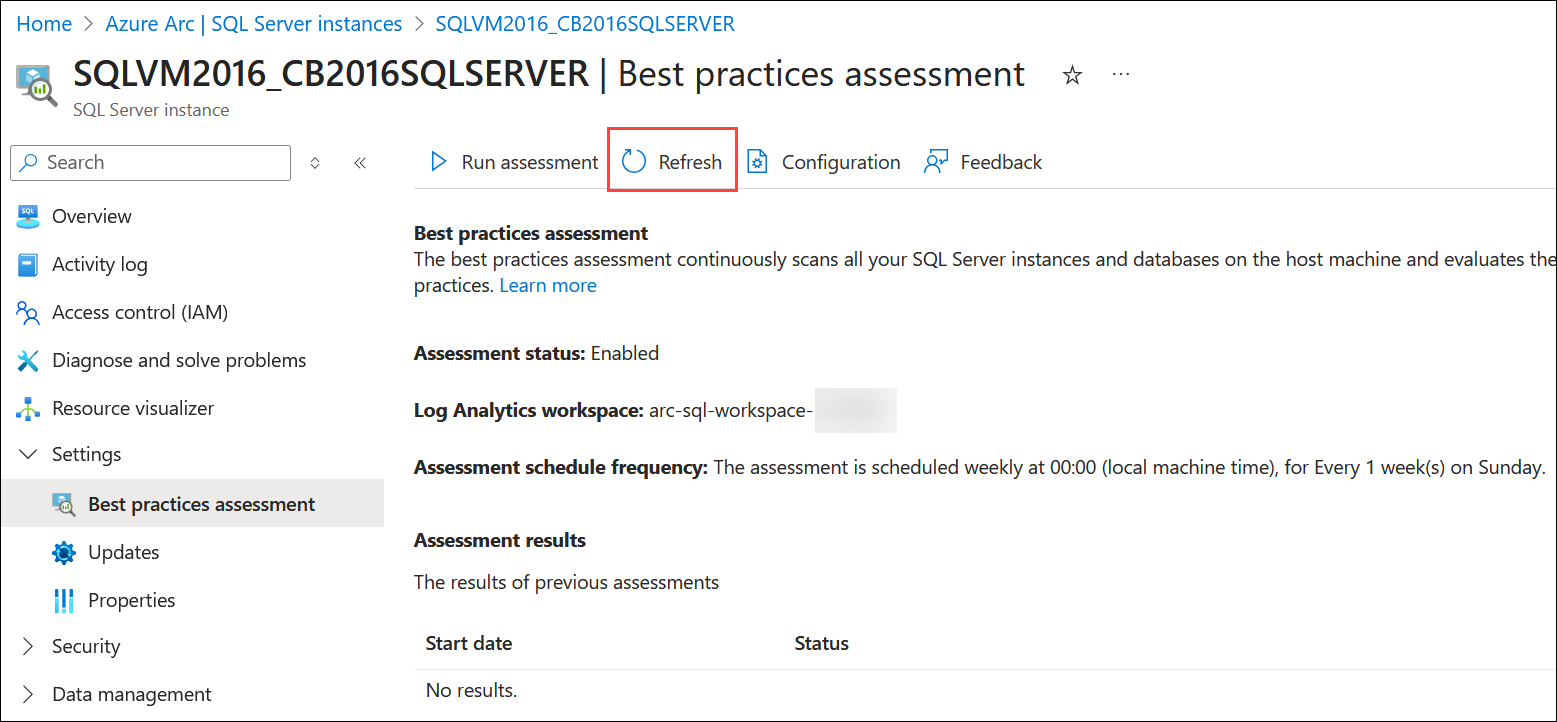 Home > Azure Arc | SQL Server instances > SQLVM2016_CB2016SQLSERVER
SQLVM2016_CB2016SQLSERVER | Best practices assessment
SQL Server instance
Search
Run assessment
Refresh
Configuration
Feedback
Overview
Activity log
Access control (IAM)
Diagnose and solve problems
Resource visualizer
Settings
Best practices assessment
Updates
Properties
Security
Data management
Best practices assessment
The best practices assessment continuously scans all your SQL Server instances and databases on the host machine and evaluates the
practices. Learn more
Assessment status: Enabled
Log Analytics workspace: arc-sql-workspace-
Assessment schedule frequency: The assessment is scheduled weekly at 00:00 (local machine time), for Every 1 week(s) on Sunday.
Assessment results
The results of previous assessments
Start date Status
No results.